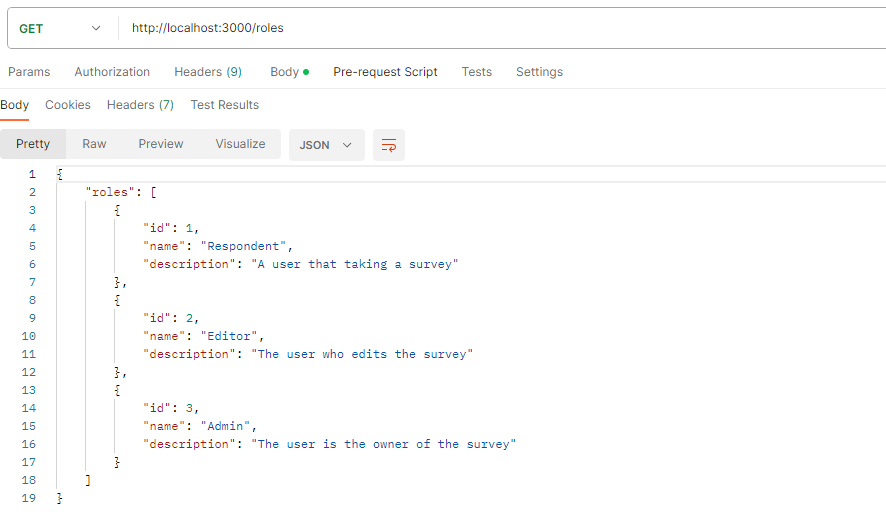 GET http://localhost:3000/roles
Params Authorization Headers (9) Body Pre-request Script Tests Settings
Body Cookies Headers (7) Test Results
Pretty Raw Preview Visualize JSON
1 {
2 "roles": [
3 {
4 "id": 1,
5 "name": "Respondent",
6 "description": "A user that taking a survey"
7 },
8 {
9 "id": 2,
10 "name": "Editor",
11 "description": "The user who edits the survey"
12 },
13 {
14 "id": 3,
15 "name": "Admin",
16 "description": "The user is the owner of the survey"
17 }
18 ]
19 }